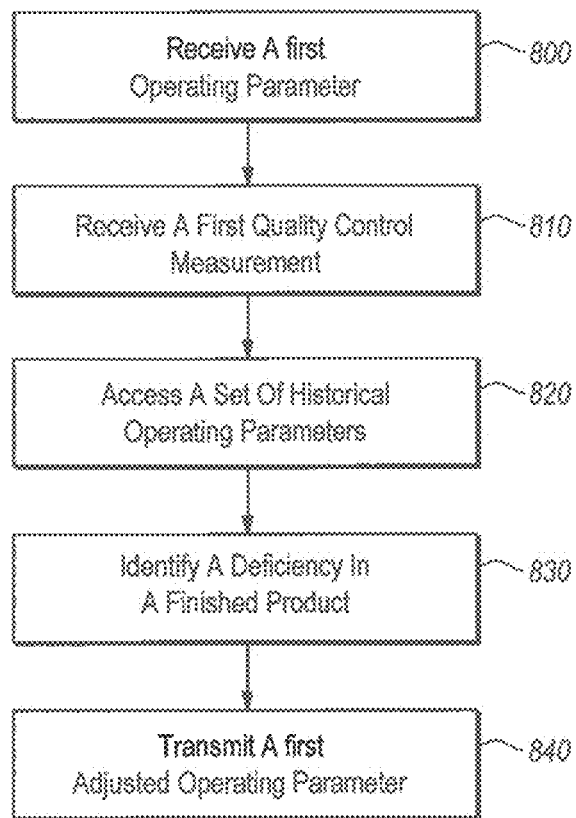 Receive A first
Operating Parameter
800
Receive A First Quality Control
Measurement
810
Access A Set Of Historical
Operating Parameters
820
Identify A Deficiency In
A Finished Product
830
Transmit A first
Adjusted Operating Parameter
840